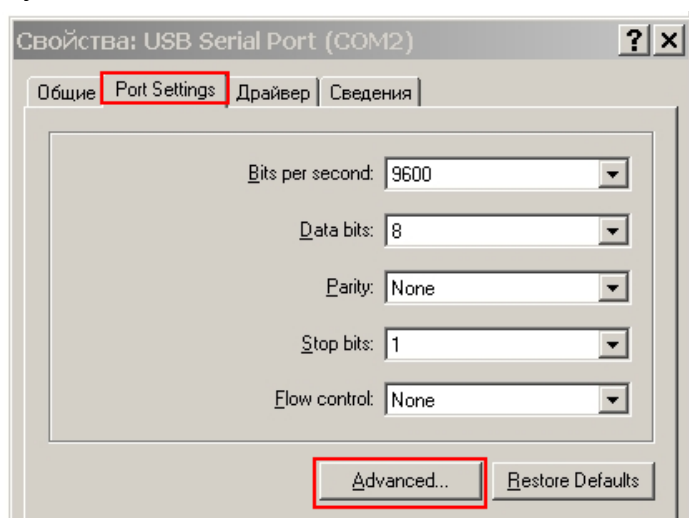 Свойства: USB Serial Port (COM2)
? ×
Общие Port Settings Драйвер Сведения
Bits per second: 9600
Data bits: 8
Parity: None
Stop bits: 1
Flow control: None
Advanced... Restore Defaults